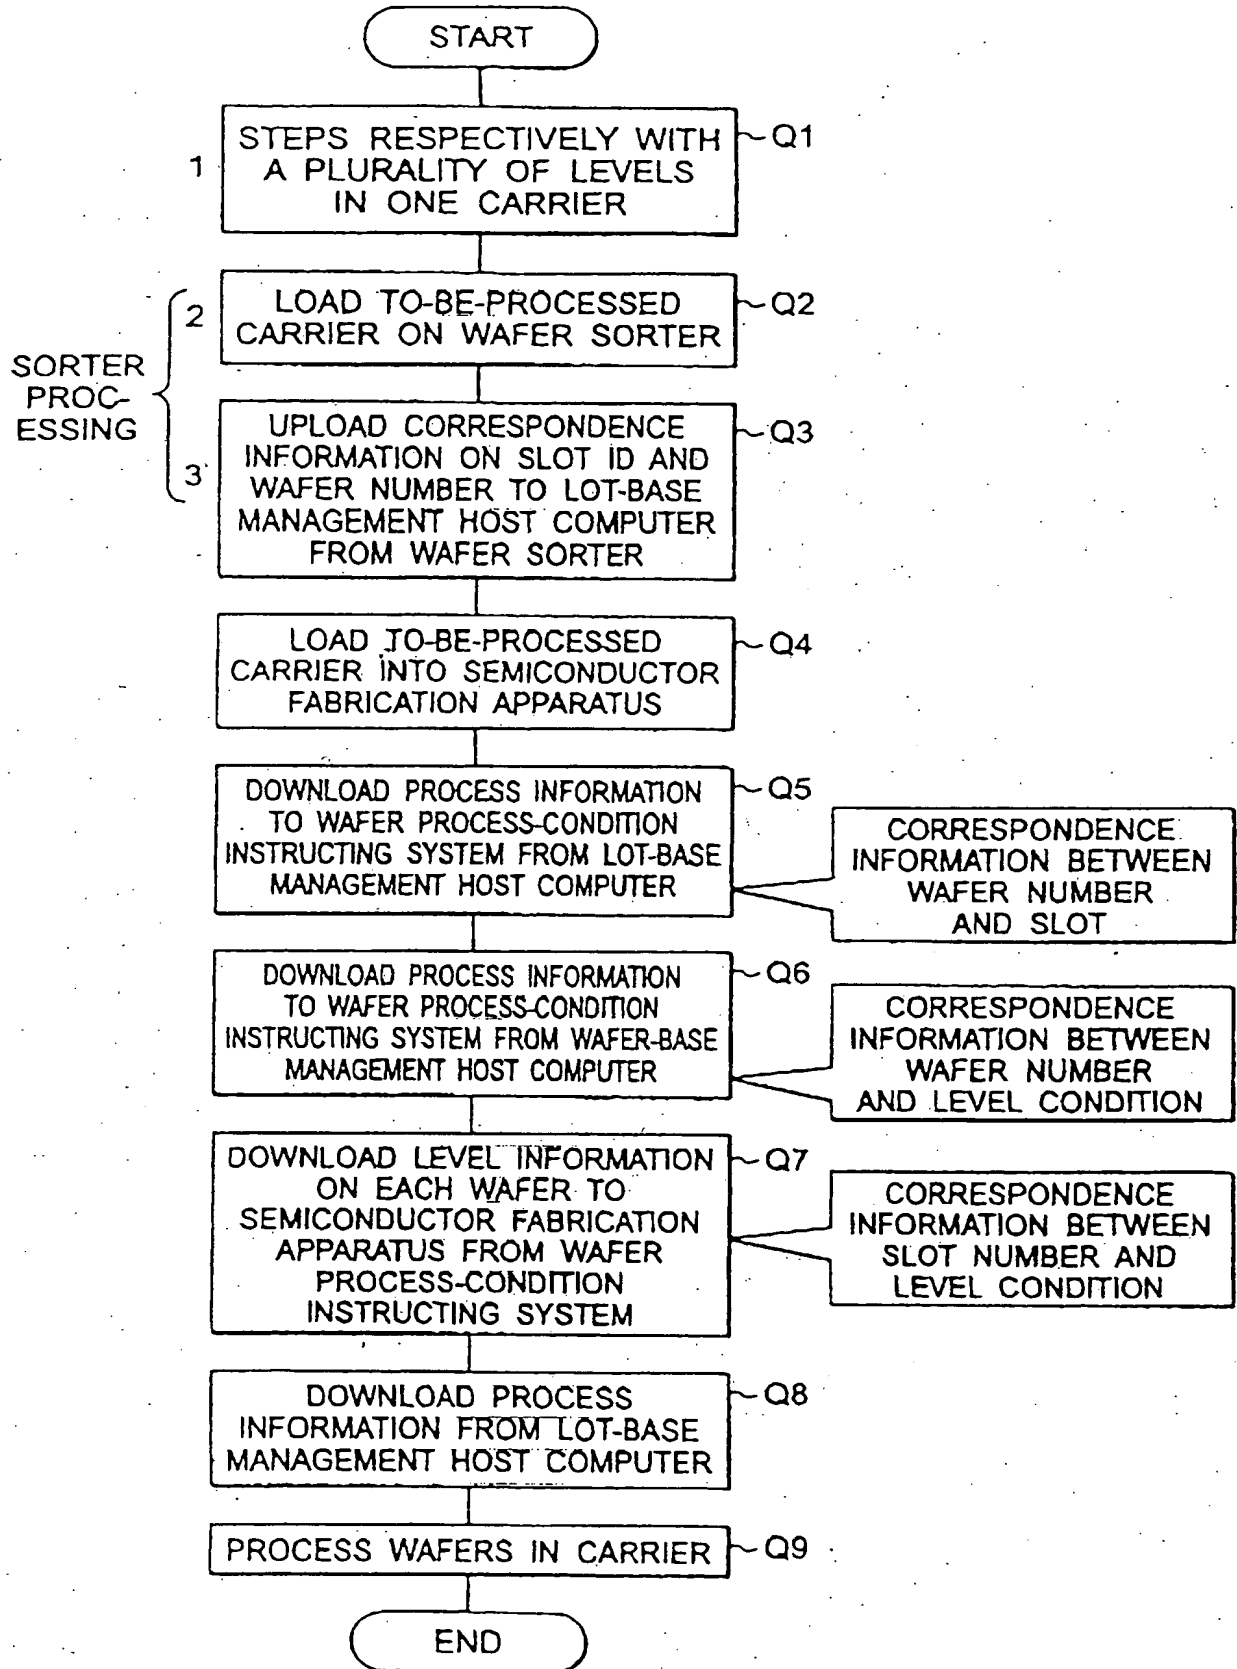 START
STEPS RESPECTIVELY WITH
A PLURALITY OF LEVELS
IN ONE CARRIER
Q1
1
LOAD TO-BE-PROCESSED
CARRIER ON WAFER SORTER
Q2
2
SORTER
PROC-
ESSING
UPLOAD CORRESPONDENCE
INFORMATION ON SLOT ID AND
WAFER NUMBER TO LOT-BASE
MANAGEMENT HOST COMPUTER
FROM WAFER SORTER
Q3
3
LOAD TO-BE-PROCESSED
CARRIER INTO SEMICONDUCTOR
FABRICATION APPARATUS
Q4
DOWNLOAD PROCESS INFORMATION
TO WAFER PROCESS-CONDITION
INSTRUCTING SYSTEM FROM LOT-BASE
MANAGEMENT HOST COMPUTER
Q5
CORRESPONDENCE
INFORMATION BETWEEN
WAFER NUMBER
AND SLOT
DOWNLOAD PROCESS INFORMATION
TO WAFER PROCESS-CONDITION
INSTRUCTING SYSTEM FROM WAFER-BASE
MANAGEMENT HOST COMPUTER
Q6
CORRESPONDENCE
INFORMATION BETWEEN
WAFER NUMBER
AND LEVEL CONDITION
DOWNLOAD LEVEL INFORMATION
ON EACH WAFER TO
SEMICONDUCTOR FABRICATION
APPARATUS FROM WAFER
PROCESS-CONDITION
INSTRUCTING SYSTEM
Q7
CORRESPONDENCE
INFORMATION BETWEEN
SLOT NUMBER AND
LEVEL CONDITION
DOWNLOAD PROCESS
INFORMATION FROM LOT-BASE
MANAGEMENT HOST COMPUTER
Q8
PROCESS WAFERS IN CARRIER
Q9
END